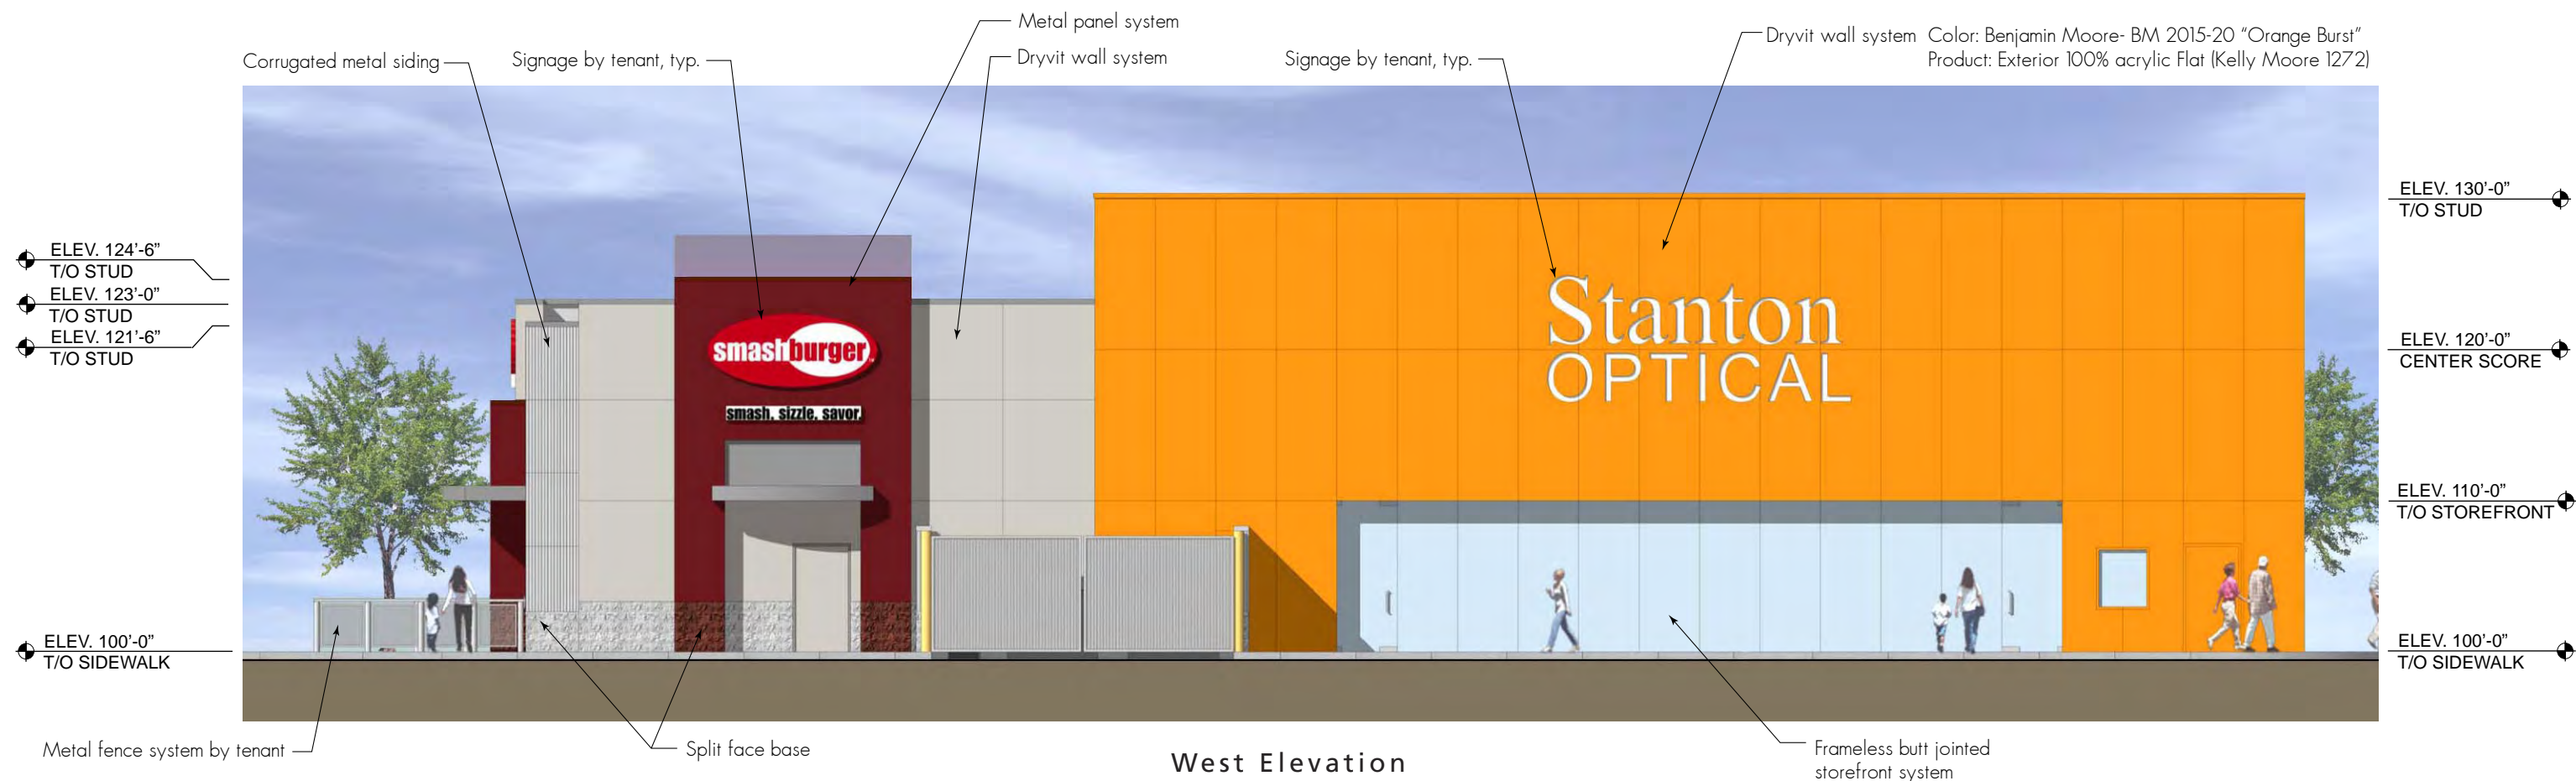 Metal panel system
Corrugated metal siding
Signage by tenant, typ.
Dryvit wall system
Signage by tenant, typ.
Dryvit wall system Color: Benjamin Moore- BM 2015-20 “Orange Burst”
Product: Exterior 100% acrylic Flat (Kelly Moore 1272)
ELEV. 124’-6”
T/O STUD
ELEV. 123’-0”
T/O STUD
ELEV. 121’-6”
T/O STUD
ELEV. 100’-0”
T/O SIDEWALK
smashburger
smash. sizzle. savor.
Stanton
OPTICAL
ELEV. 130’-0”
T/O STUD
ELEV. 120’-0”
CENTER SCORE
ELEV. 110’-0”
T/O STOREFRONT
ELEV. 100’-0”
T/O SIDEWALK
Metal fence system by tenant
Split face base
West Elevation
Frameless butt jointed
storefront system